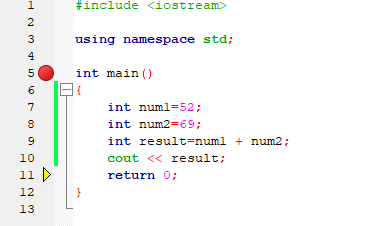 1 #include <iostream>
2
3 using namespace std;
4
5 int main()
6 {
7 int num1=52;
8 int num2=69;
9 int result=num1 + num2;
10 cout << result;
11 return 0;
12 }
13